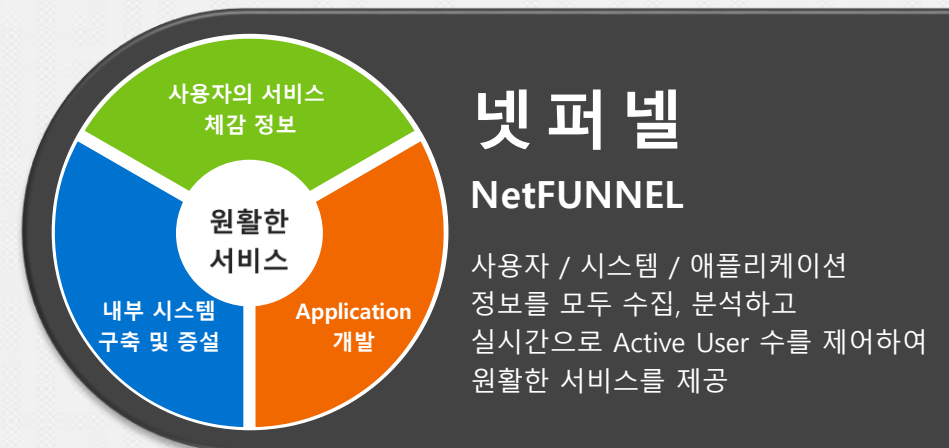 사용자의 서비스
체감 정보
원활한
서비스
내부 시스템
구축 및 증설
Application
개발
넷퍼넬
NetFUNNEL
사용자 / 시스템 / 애플리케이션
정보를 모두 수집, 분석하고
실시간으로 Active User 수를 제어하여
원활한 서비스를 제공